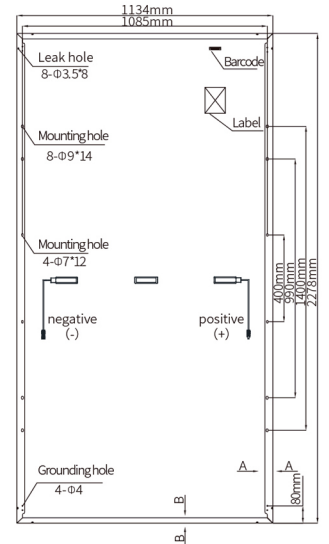 1134mm
1085mm
Leak hole
8-Φ3.5*8
Barcode
Label
Mounting hole
8-Φ9*14
Mounting hole
4-Φ7*12
negative
(-)
positive
(+)
400mm
990mm
1400mm
2278mm
Grounding hole
4-Φ4
A A
80mm
B
B